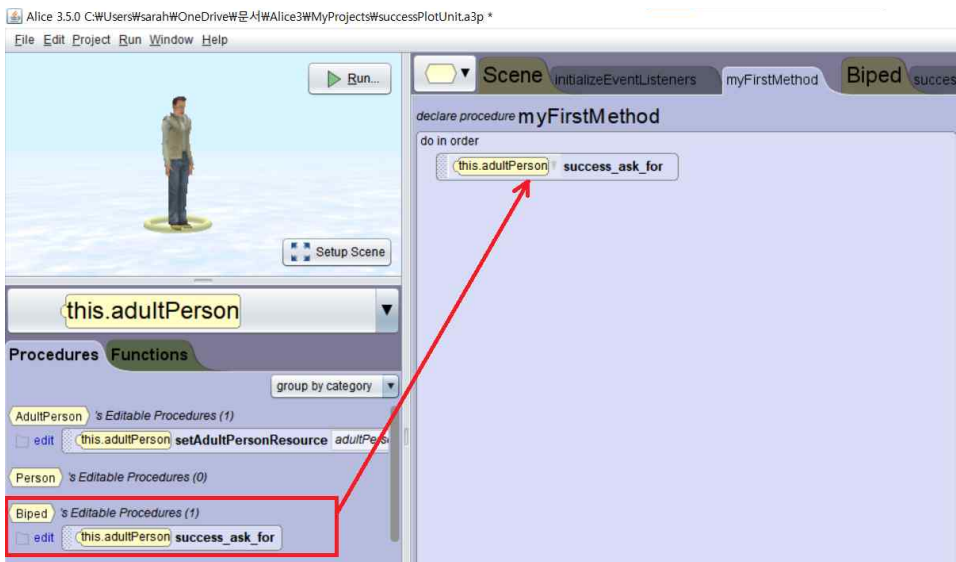 Alice 3.5.0 C:₩Users₩sarah₩OneDrive₩문서₩Alice3₩MyProjects₩successPlotUnit.a3p *
File Edit Project Run Window Help
Run...
Setup Scene
this.adultPerson
Procedures Functions
group by category
AdultPerson 's Editable Procedures (1)
edit this.adultPerson setAdultPersonResource adultPerso
Person 's Editable Procedures (0)
Biped 's Editable Procedures (1)
edit this.adultPerson success_ask_for
Scene initializeEventListeners myFirstMethod Biped succes
declare procedure myFirstMethod
do in order
this.adultPerson success_ask_for